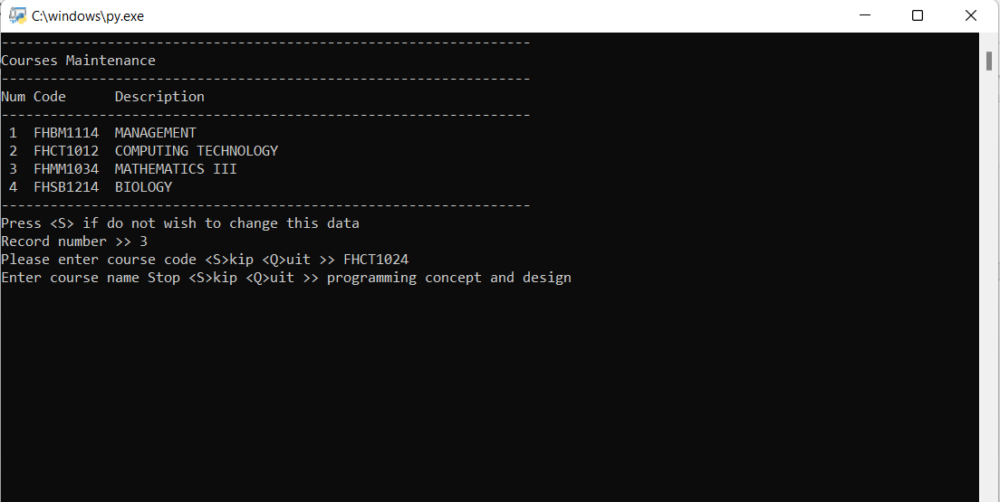 C:\windows\py.exe
-----------------------------------------------------------------
Courses Maintenance
-----------------------------------------------------------------
Num Code      Description
-----------------------------------------------------------------
 1  FHBM1114  MANAGEMENT
 2  FHCT1012  COMPUTING TECHNOLOGY
 3  FHMM1034  MATHEMATICS III
 4  FHSB1214  BIOLOGY
-----------------------------------------------------------------
Press <S> if do not wish to change this data
Record number >> 3
Please enter course code <S>kip <Q>uit >> FHCT1024
Enter course name Stop <S>kip <Q>uit >> programming concept and design